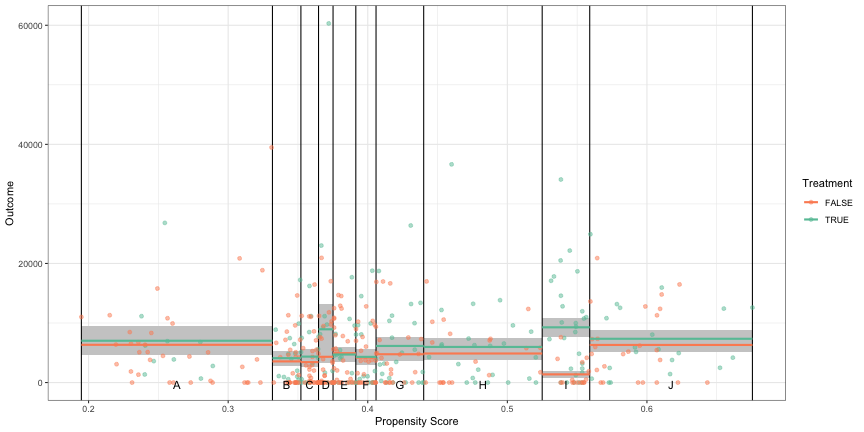 60000
40000
20000
0
Outcome
A B C D E F G H I J
0.2 0.3 0.4 0.5 0.6
Propensity Score
Treatment
FALSE
TRUE